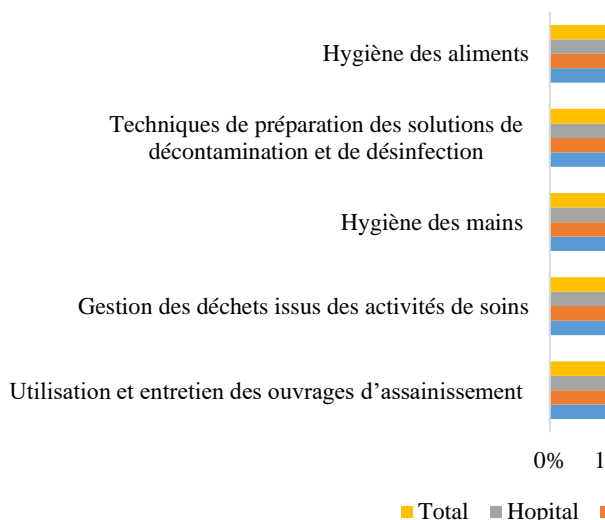 Hygiène des aliments
Techniques de préparation des solutions de
décontamination et de désinfection
Hygiène des mains
Gestion des déchets issus des activités de soins
Utilisation et entretien des ouvrages d’assainissement
0%
Total Hopital